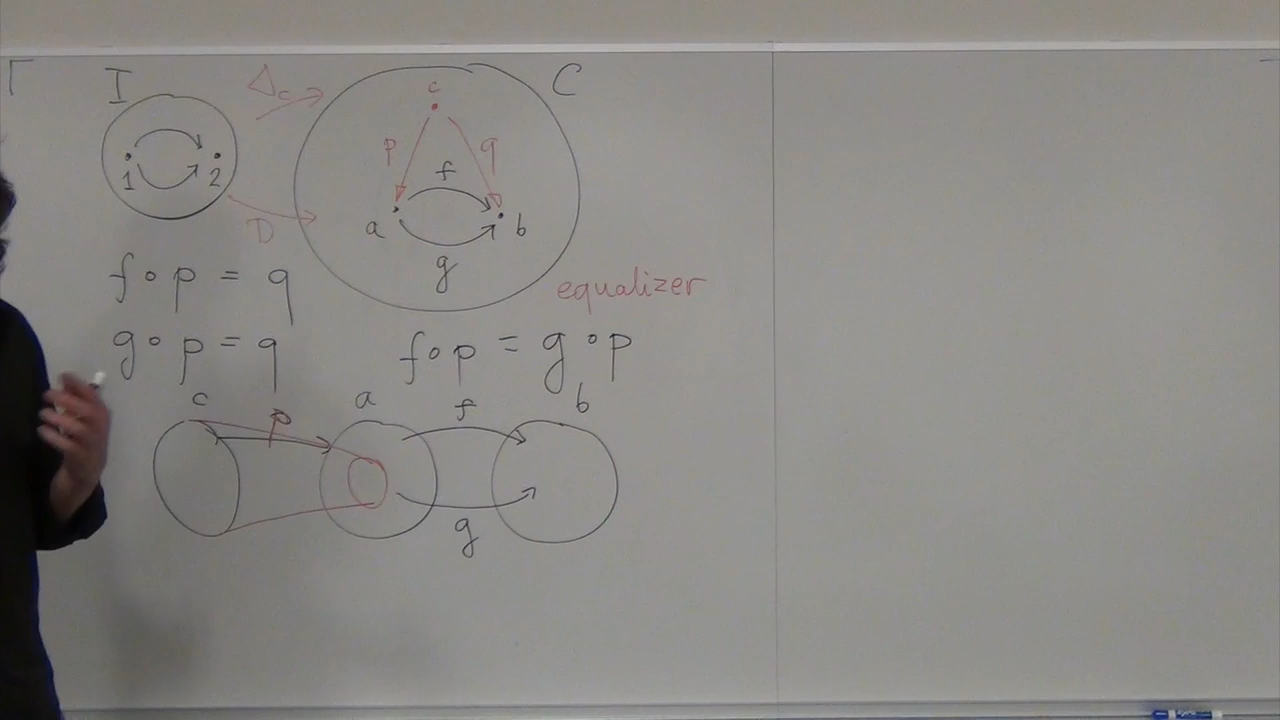 I Δc C
c
p q
f
1 2
a b
D
g
f∘p = q
equalizer
g∘p = q f∘p = g∘p
c a f b
p
g